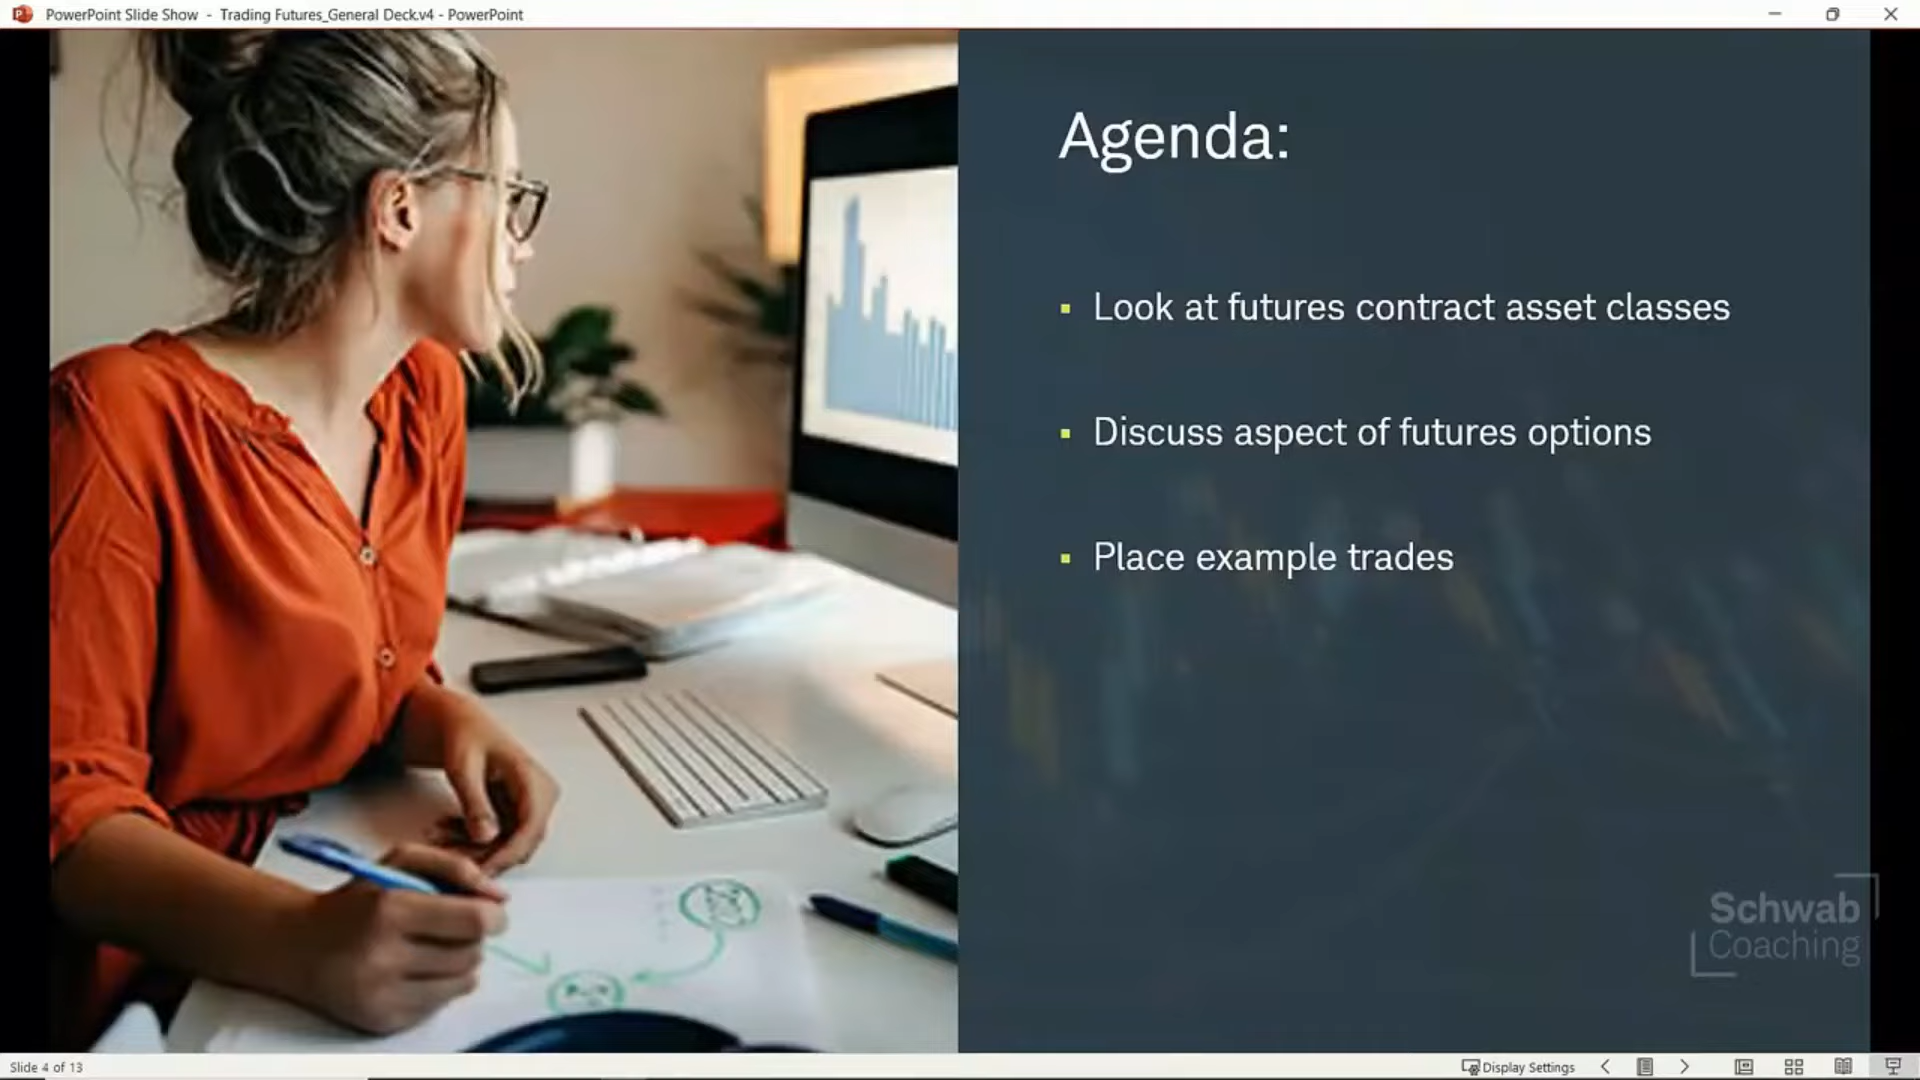 PowerPoint Slide Show - Trading Futures_General Deck.v4 - PowerPoint
Agenda:
▪ Look at futures contract asset classes
▪ Discuss aspect of futures options
▪ Place example trades
Schwab
Coaching
Slide 4 of 13
Display Settings